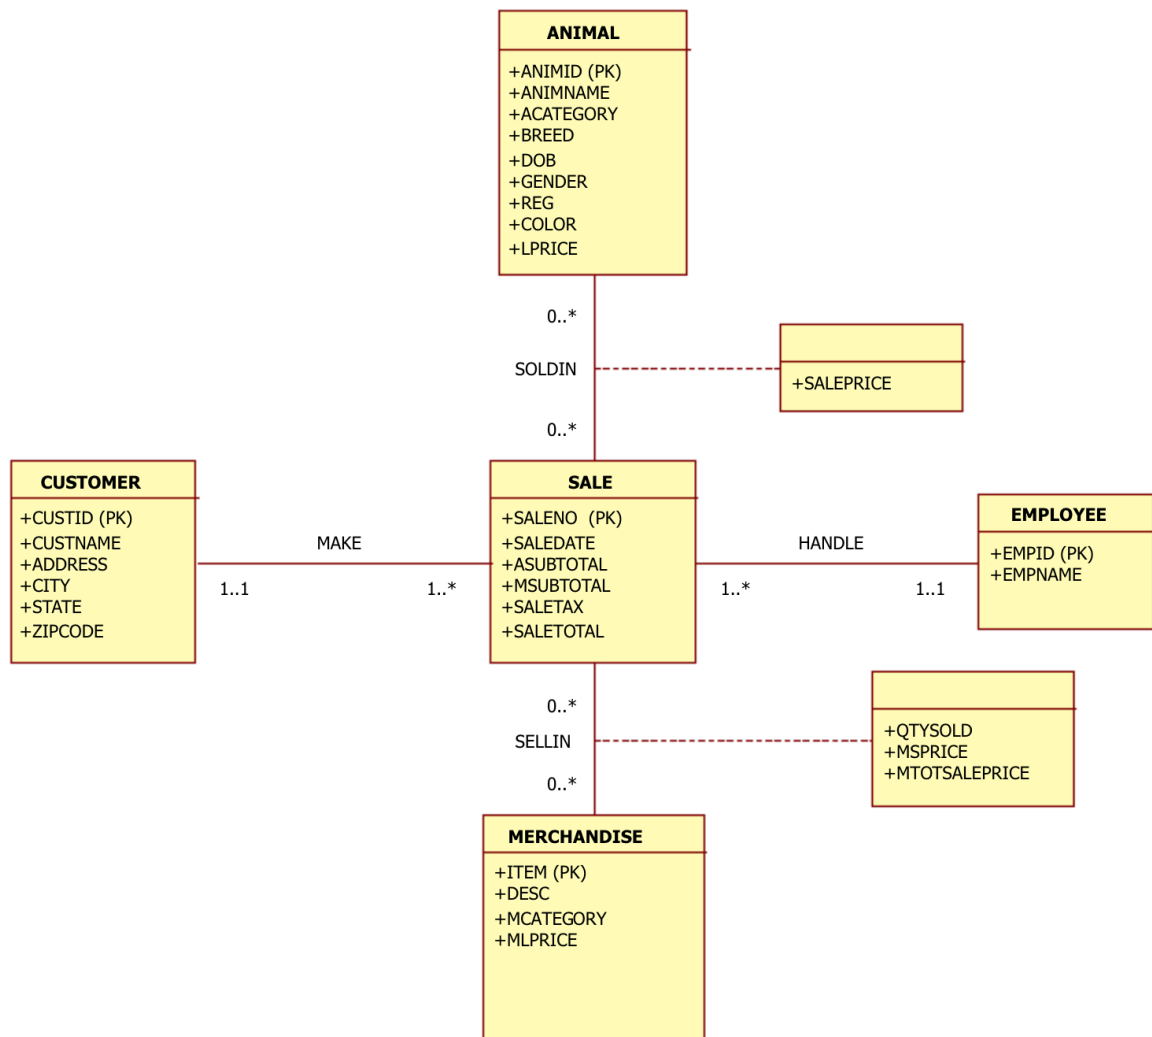 ANIMAL
+ANIMID (PK)
+ANIMNAME
+ACATEGORY
+BREED
+DOB
+GENDER
+REG
+COLOR
+LPRICE
0..*
SOLDIN
+SALEPRICE
0..*
CUSTOMER
+CUSTID (PK)
+CUSTNAME
+ADDRESS
+CITY
+STATE
+ZIPCODE
MAKE
1..1
1..*
SALE
+SALENO (PK)
+SALEDATE
+ASUBTOTAL
+MSUBTOTAL
+SALETAX
+SALETOTAL
HANDLE
1..*
1..1
EMPLOYEE
+EMPID (PK)
+EMPNAME
0..*
SELLIN
+QTYSOLD
+MSPRICE
+MTOTSALEPRICE
0..*
MERCHANDISE
+ITEM (PK)
+DESC
+MCATEGORY
+MLPRICE